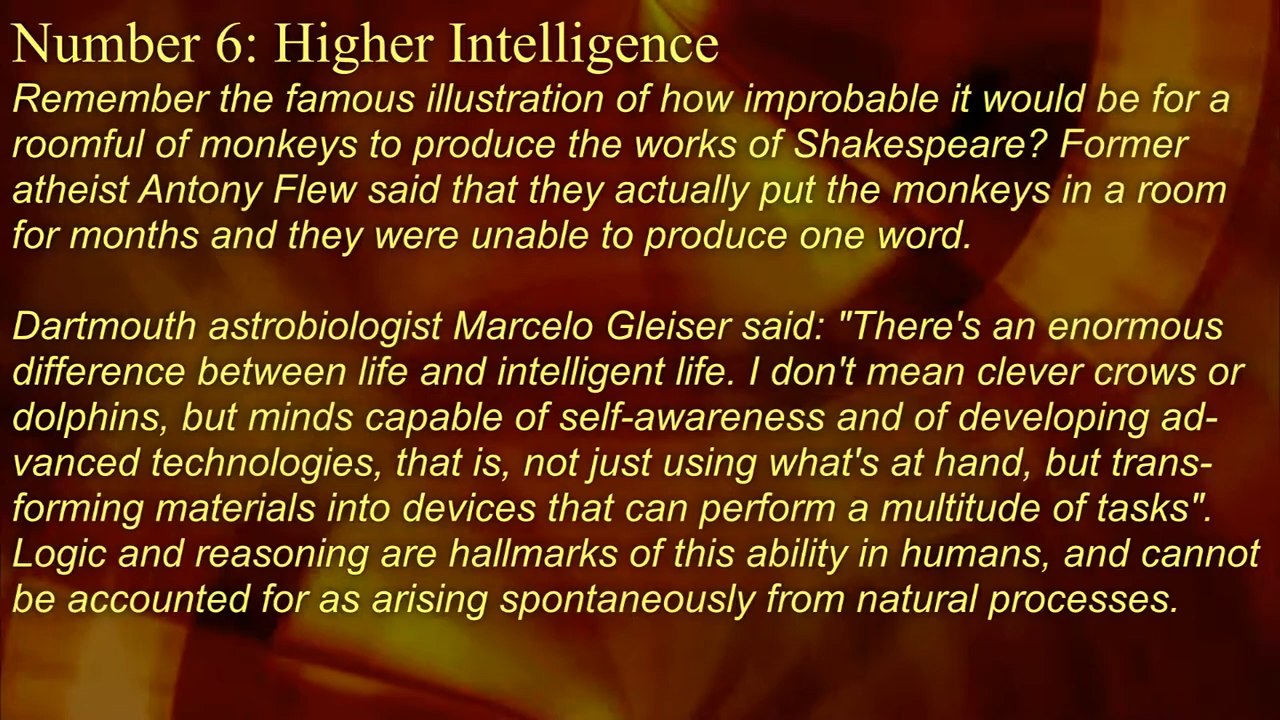 Number 6: Higher Intelligence
Remember the famous illustration of how improbable it would be for a
roomful of monkeys to produce the works of Shakespeare? Former
atheist Antony Flew said that they actually put the monkeys in a room
for months and they were unable to produce one word.
Dartmouth astrobiologist Marcelo Gleiser said: "There's an enormous
difference between life and intelligent life. I don't mean clever crows or
dolphins, but minds capable of self-awareness and of developing ad-
vanced technologies, that is, not just using what's at hand, but trans-
forming materials into devices that can perform a multitude of tasks".
Logic and reasoning are hallmarks of this ability in humans, and cannot
be accounted for as arising spontaneously from natural processes.